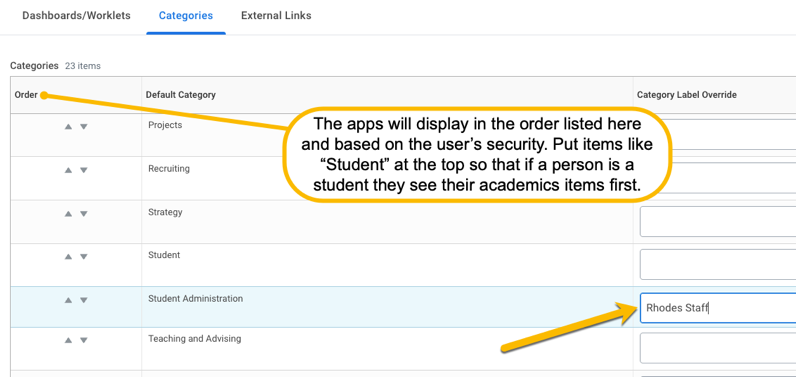 Dashboards/Worklets Categories External Links
Categories 23 items
Order Default Category Category Label Override
Projects
The apps will display in the order listed here
and based on the user’s security. Put items like
“Student” at the top so that if a person is a
student they see their academics items first.
Recruiting
Strategy
Student
Student Administration Rhodes Staff
Teaching and Advising